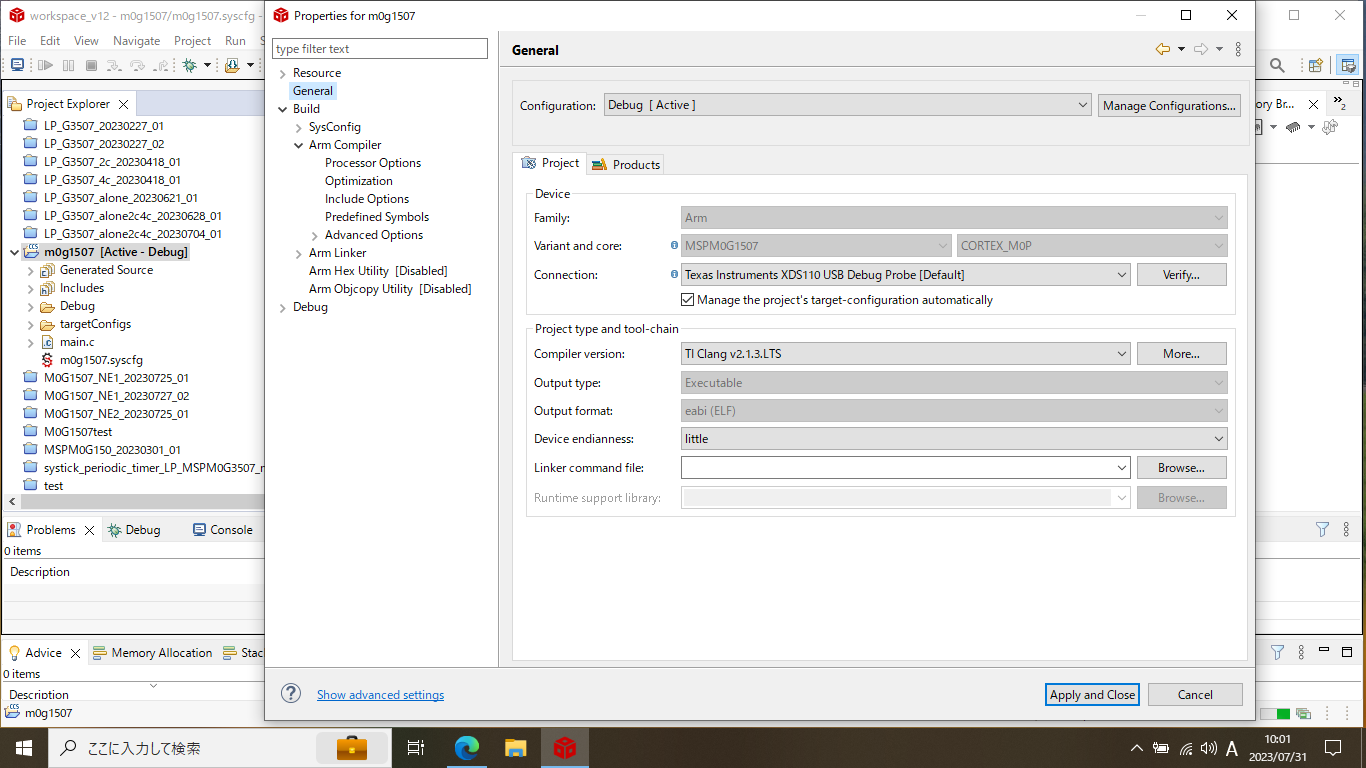 workspace_v12 - m0g1507/m0g1507.syscfg -
File Edit View Navigate Project Run
Project Explorer
LP_G3507_20230227_01
LP_G3507_20230227_02
LP_G3507_2c_20230418_01
LP_G3507_4c_20230418_01
LP_G3507_alone_20230621_01
LP_G3507_alone2c4c_20230628_01
LP_G3507_alone2c4c_20230704_01
m0g1507 [Active - Debug]
Generated Source
Includes
Debug
targetConfigs
main.c
m0g1507.syscfg
M0G1507_NE1_20230725_01
M0G1507_NE1_20230727_02
M0G1507_NE2_20230725_01
M0G1507test
MSPM0G150_20230301_01
systick_periodic_timer_LP_MSPM0G3507_
test
Problems Debug Console
0 items
Description
Advice Memory Allocation Stac
0 items
Description
m0g1507
Properties for m0g1507
type filter text
Resource
General
Build
SysConfig
Arm Compiler
Processor Options
Optimization
Include Options
Predefined Symbols
Advanced Options
Arm Linker
Arm Hex Utility [Disabled]
Arm Objcopy Utility [Disabled]
Debug
General
Configuration: Debug [ Active ] Manage Configurations...
Project Products
Device
Family: Arm
Variant and core: MSPM0G1507 CORTEX_M0P
Connection: Texas Instruments XDS110 USB Debug Probe [Default] Verify...
Manage the project's target-configuration automatically
Project type and tool-chain
Compiler version: TI Clang v2.1.3.LTS More...
Output type: Executable
Output format: eabi (ELF)
Device endianness: little
Linker command file: Browse...
Runtime support library: Browse...
Show advanced settings
Apply and Close Cancel
ory Br...
2
ここに入力して検索
A
10:01
2023/07/31